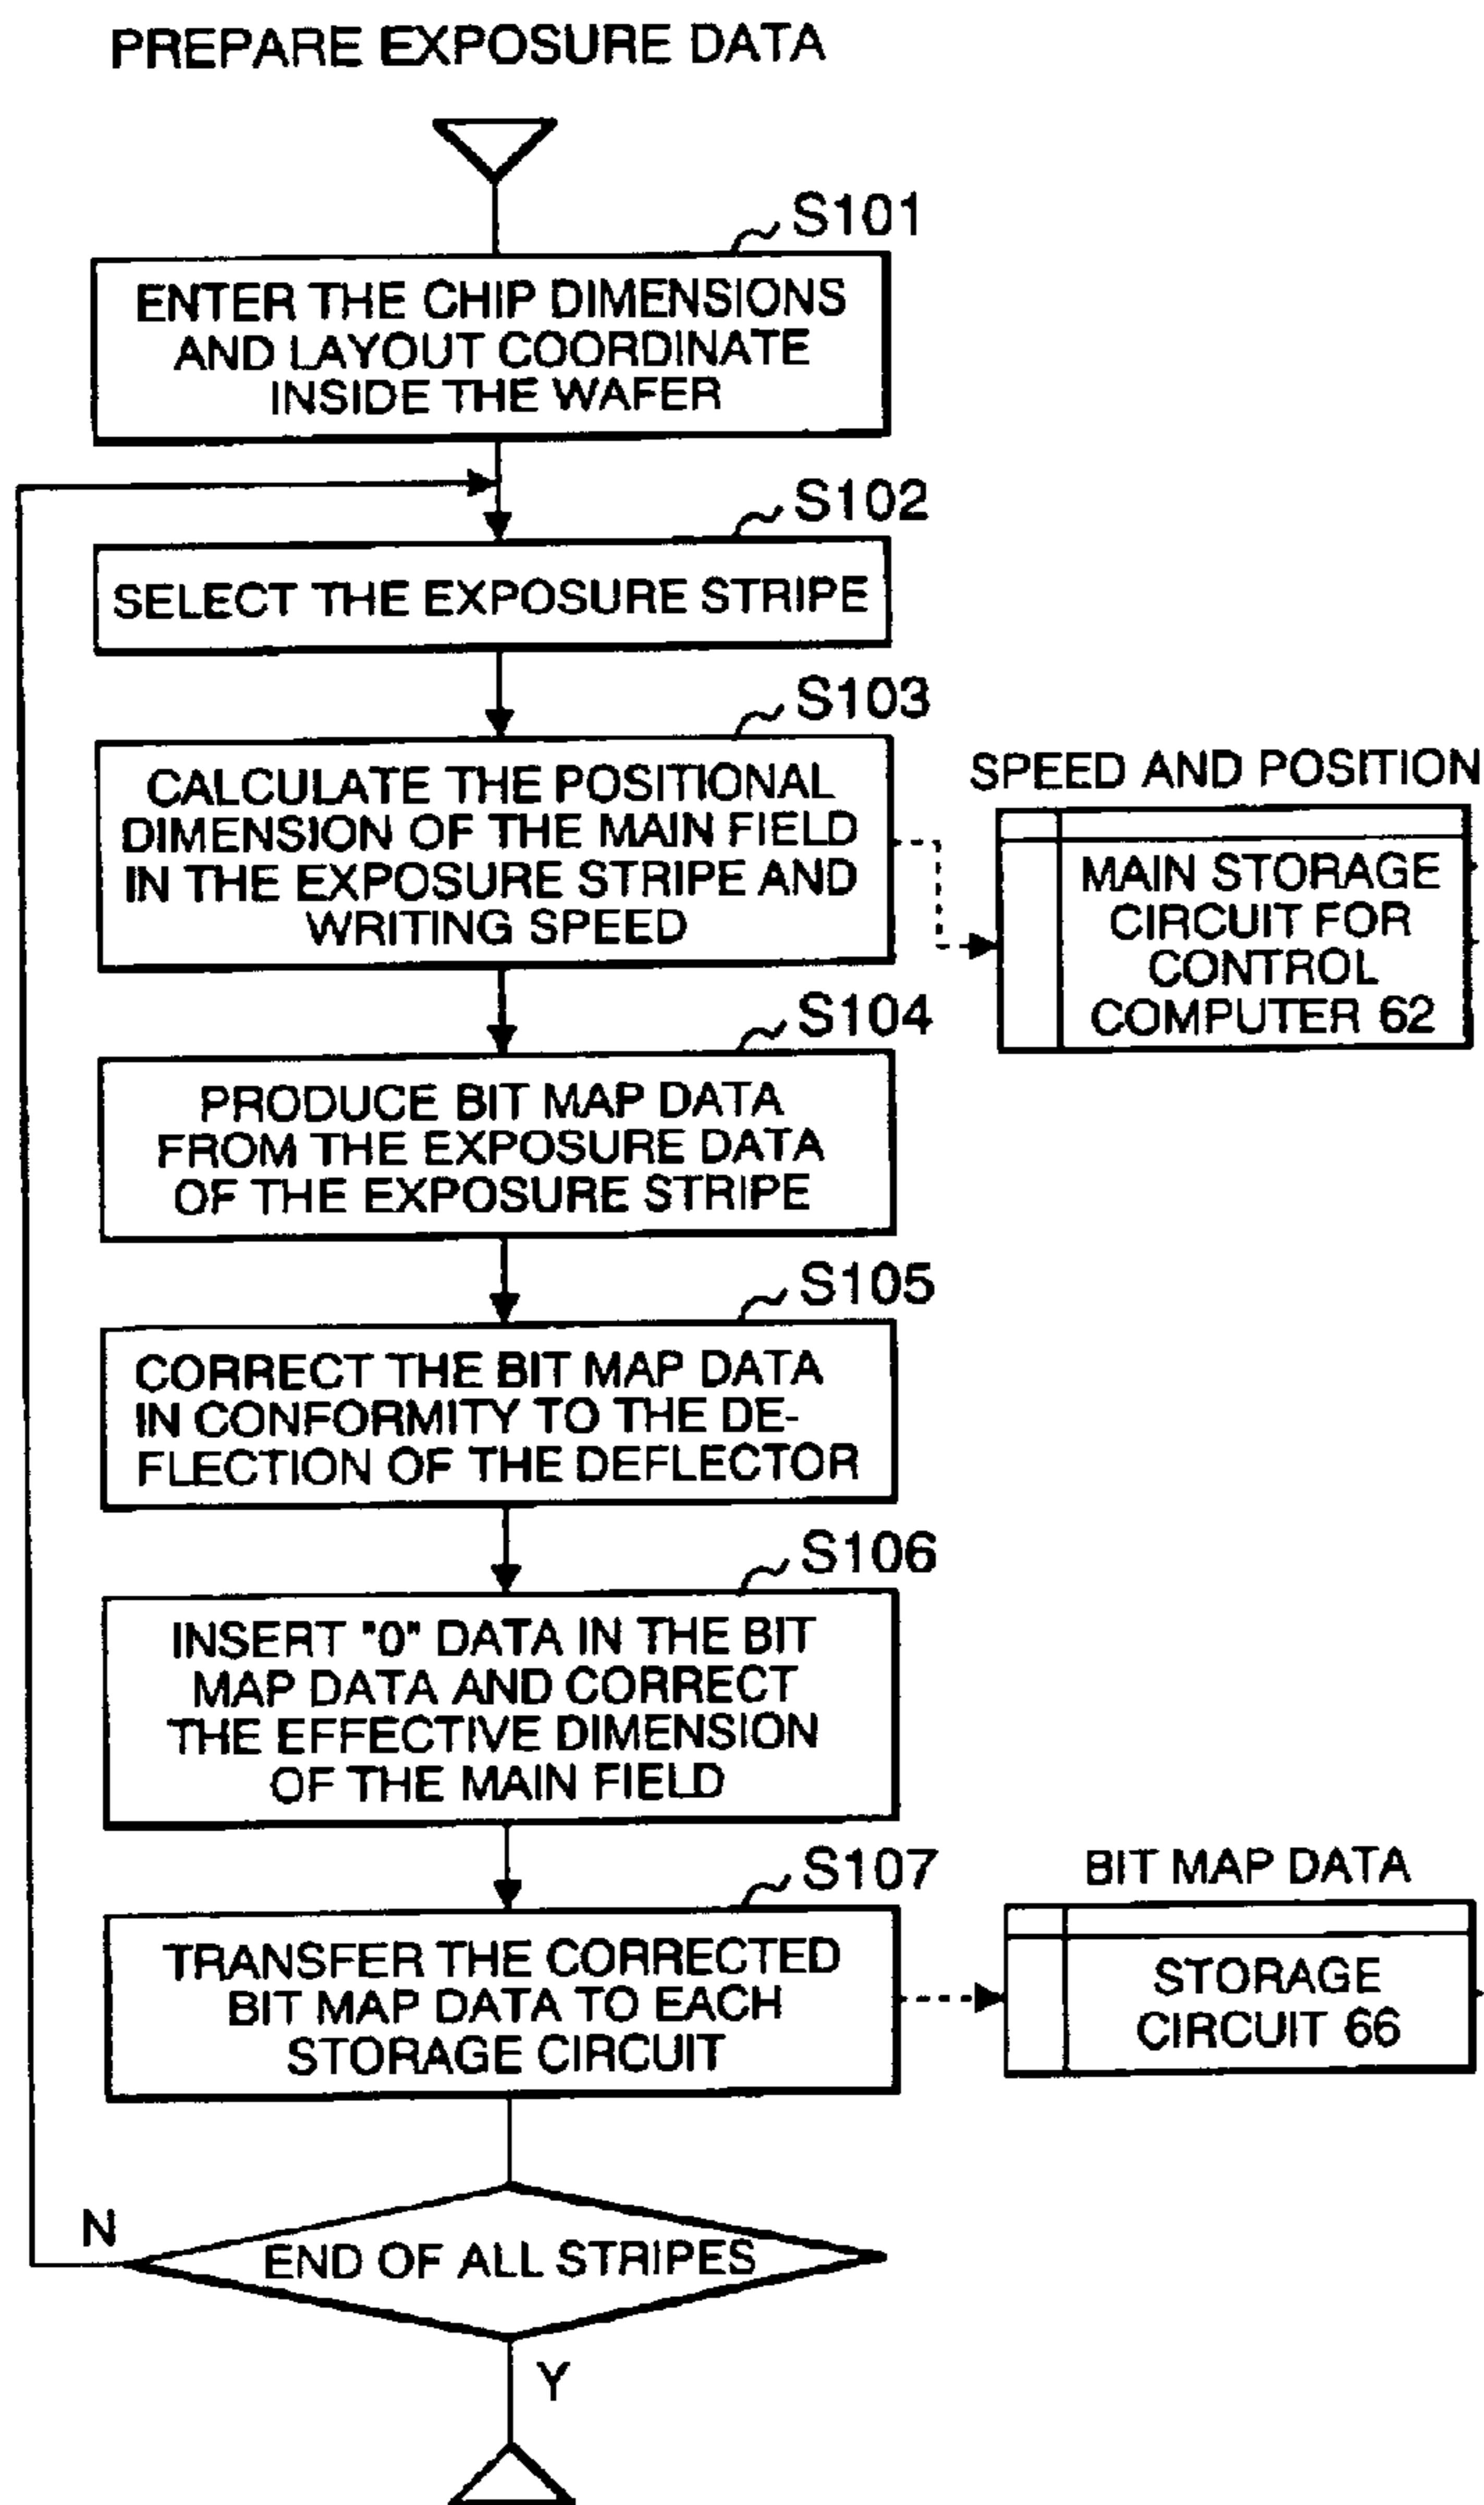 PREPARE EXPOSURE DATA
S101
ENTER THE CHIP DIMENSIONS
AND LAYOUT COORDINATE
INSIDE THE WAFER
S102
SELECT THE EXPOSURE STRIPE
S103
CALCULATE THE POSITIONAL
DIMENSION OF THE MAIN FIELD
IN THE EXPOSURE STRIPE AND
WRITING SPEED
SPEED AND POSITION
MAIN STORAGE
CIRCUIT FOR
CONTROL
COMPUTER 62
S104
PRODUCE BIT MAP DATA
FROM THE EXPOSURE DATA
OF THE EXPOSURE STRIPE
S105
CORRECT THE BIT MAP DATA
IN CONFORMITY TO THE DE-
FLECTION OF THE DEFLECTOR
S106
INSERT "0" DATA IN THE BIT
MAP DATA AND CORRECT
THE EFFECTIVE DIMENSION
OF THE MAIN FIELD
S107
TRANSFER THE CORRECTED
BIT MAP DATA TO EACH
STORAGE CIRCUIT
BIT MAP DATA
STORAGE
CIRCUIT 66
N
END OF ALL STRIPES
Y